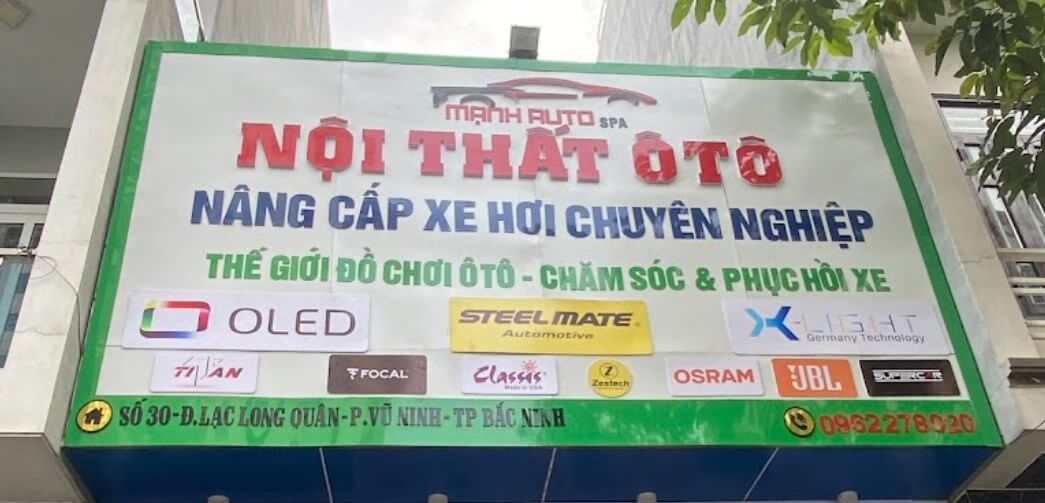 MẠNH AUTO SPA
NỘI THẤT ÔTÔ
NÂNG CẤP XE HƠI CHUYÊN NGHIỆP
THẾ GIỚI ĐỒ CHƠI ÔTÔ - CHĂM SÓC & PHỤC HỒI XE
OLED
STEELMATE
Automotive
X-LIGHT
Germany Technology
TITAN
FOCAL
Classis
Made in USA
Z
Zestech
OSRAM
JBL
SUPERCAR
SỐ 30-Đ.LẠC LONG QUÂN-P.VŨ NINH-TP BẮC NINH
0962278020